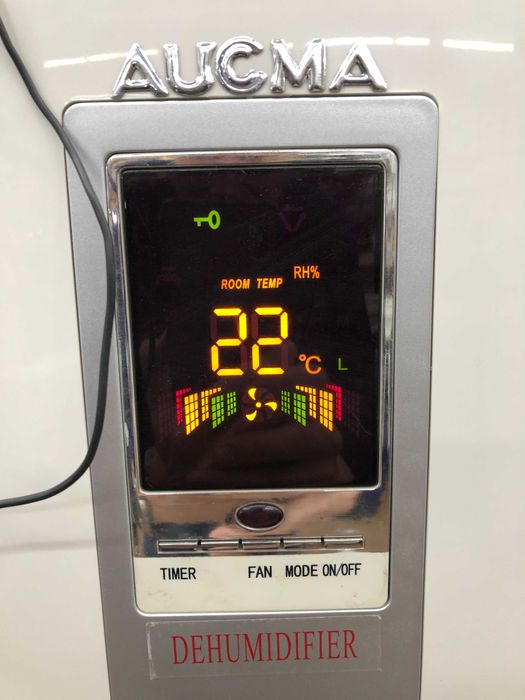 AUCMA
RH%
ROOM TEMP
22 °C L
TIMER FAN MODE ON/OFF
DEHUMIDIFIER